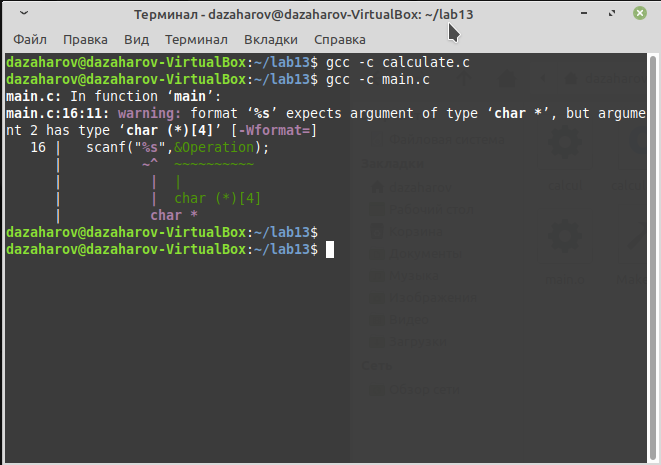 Терминал - dazaharov@dazaharov-VirtualBox: ~/lab13
Файл Правка Вид Терминал Вкладки Справка
dazaharov@dazaharov-VirtualBox:~/lab13$ gcc -c calculate.c
dazaharov@dazaharov-VirtualBox:~/lab13$ gcc -c main.c
main.c: In function ‘main’:
main.c:16:11: warning: format ‘%s’ expects argument of type ‘char *’, but argume
nt 2 has type ‘char (*)[4]’ [-Wformat=]
   16 |   scanf("%s",&Operation);
      |          ~^  ~~~~~~~~~~
      |           |  |
      |           |  char (*)[4]
      |           char *
dazaharov@dazaharov-VirtualBox:~/lab13$
dazaharov@dazaharov-VirtualBox:~/lab13$
Закладки
Музыка
Сеть